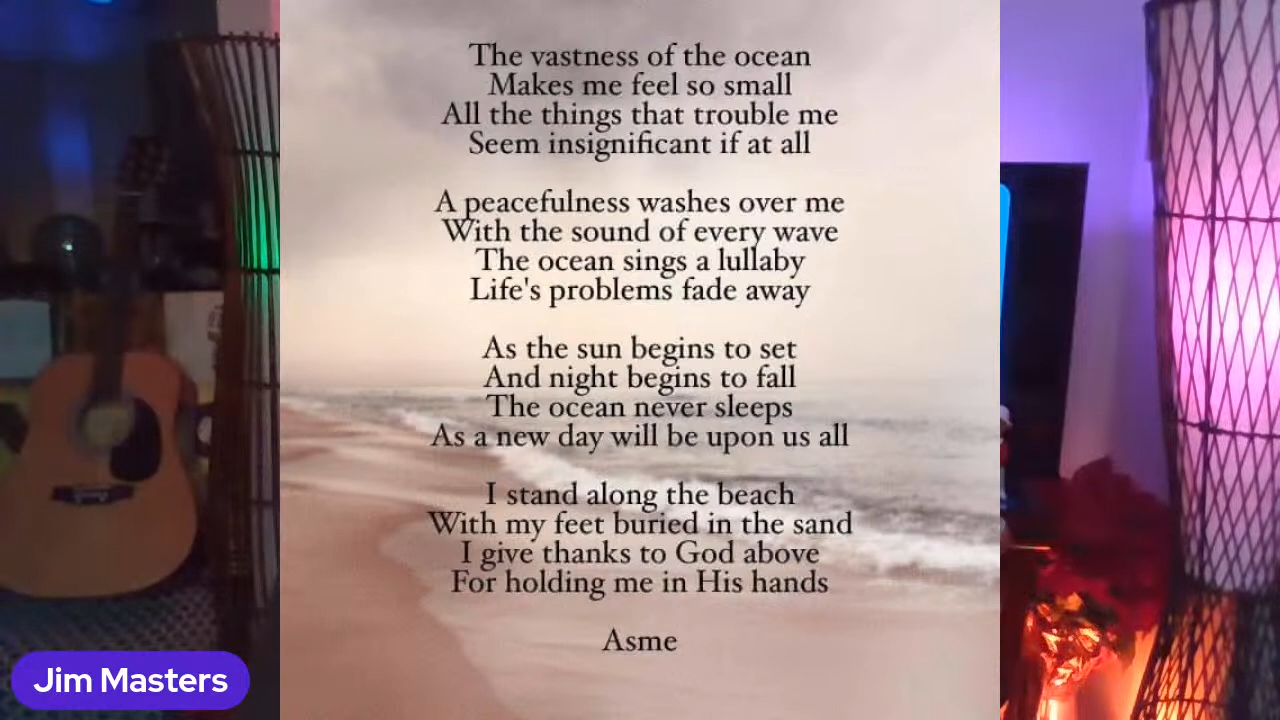 The vastness of the ocean
Makes me feel so small
All the things that trouble me
Seem insignificant if at all
A peacefulness washes over me
With the sound of every wave
The ocean sings a lullaby
Life's problems fade away
As the sun begins to set
And night begins to fall
The ocean never sleeps
As a new day will be upon us all
I stand along the beach
With my feet buried in the sand
I give thanks to God above
For holding me in His hands
Asme
Jim Masters